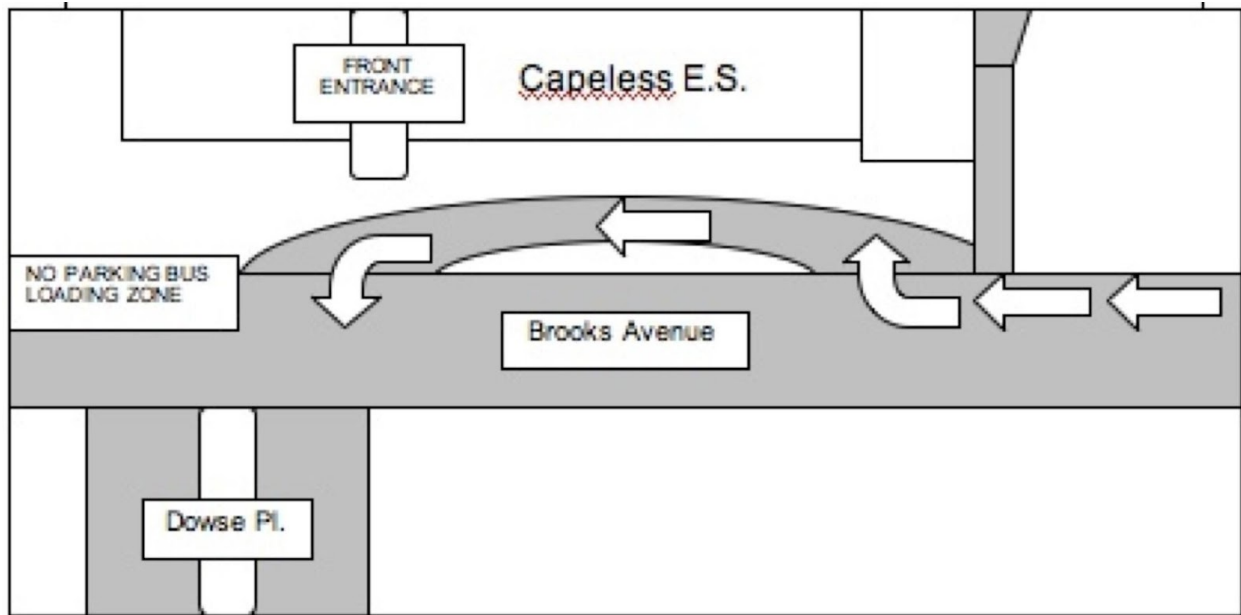 FRONT
ENTRANCE
Capeless E.S.
NO PARKING BUS
LOADING ZONE
Brooks Avenue
Dowse Pl.